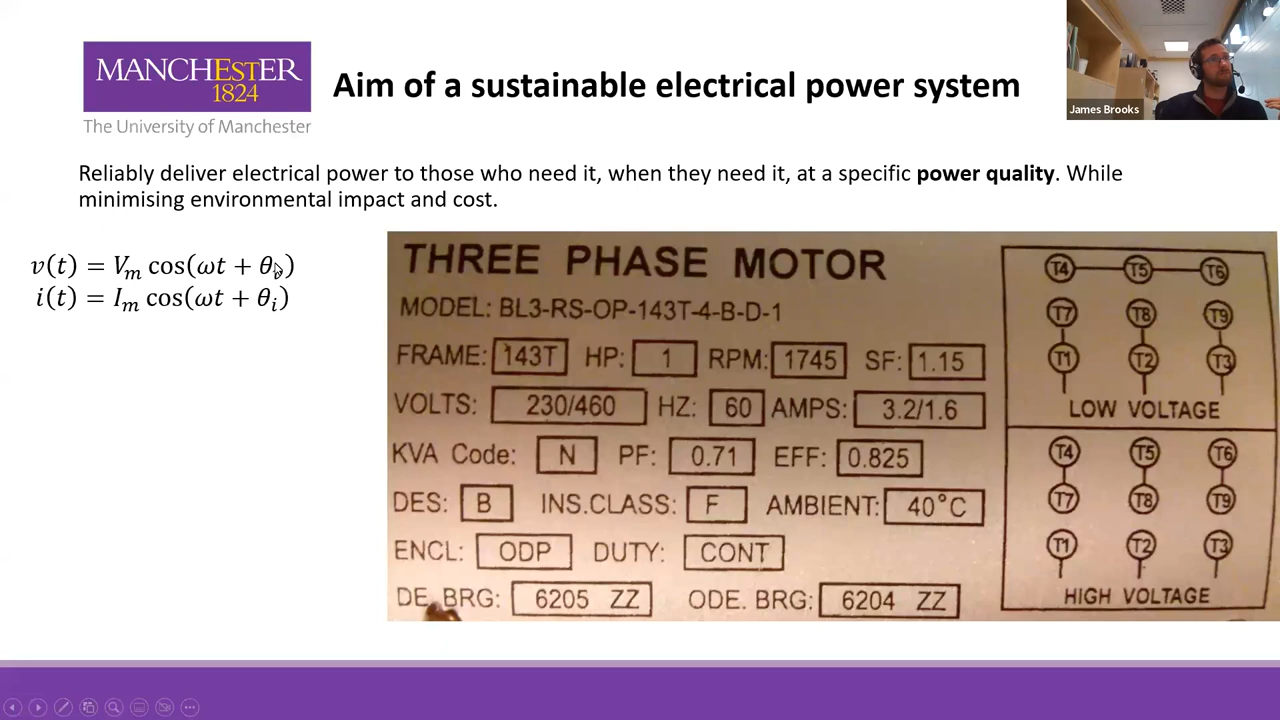 MANCHESTER
1824
The University of Manchester
Aim of a sustainable electrical power system
James Brooks
Reliably deliver electrical power to those who need it, when they need it, at a specific power quality. While
minimising environmental impact and cost.
v(t) = Vₘ cos(ωt + θᵥ)
i(t) = Iₘ cos(ωt + θᵢ)
THREE PHASE MOTOR
MODEL: BL3-RS-OP-143T-4-B-D-1
FRAME: 143T HP: 1 RPM: 1745 SF: 1.15
VOLTS: 230/460 HZ: 60 AMPS: 3.2/1.6
KVA Code: N PF: 0.71 EFF: 0.825
DES: B INS.CLASS: F AMBIENT: 40°C
ENCL: ODP DUTY: CONT
DE. BRG: 6205 ZZ ODE. BRG: 6204 ZZ
T4 T5 T6
T7 T8 T9
T1 T2 T3
LOW VOLTAGE
T4 T5 T6
T7 T8 T9
T1 T2 T3
HIGH VOLTAGE